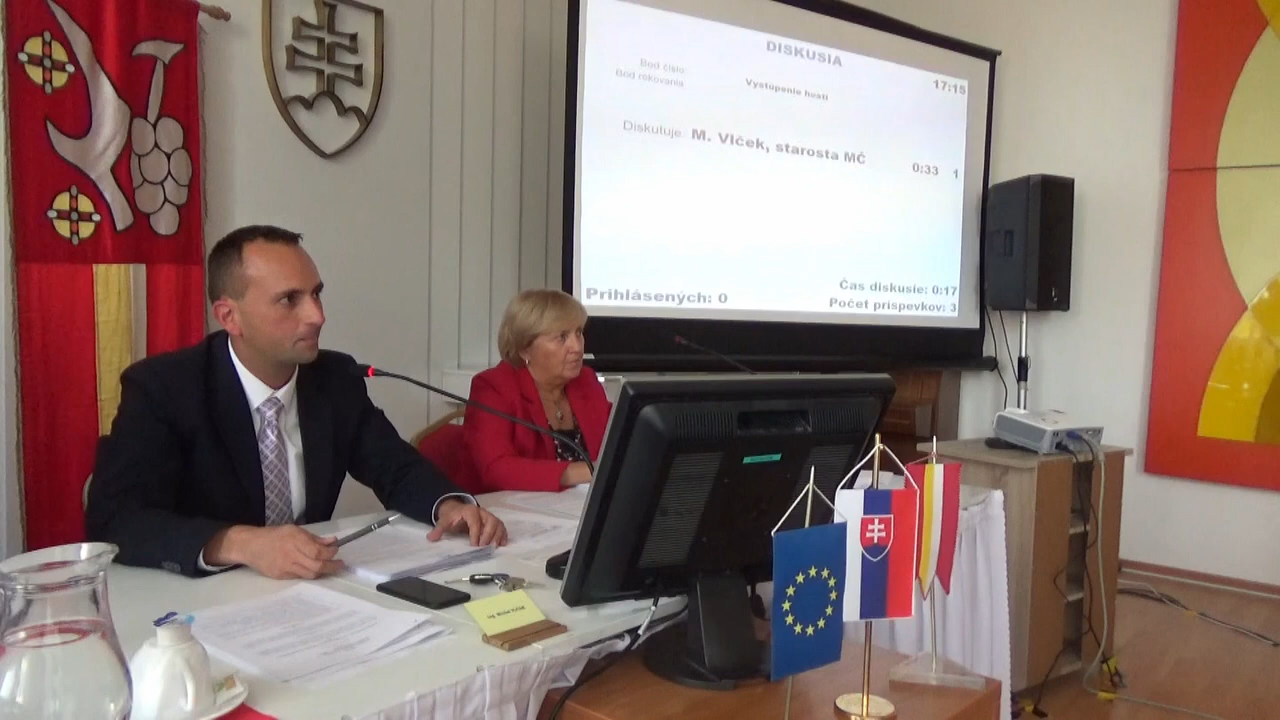 DISKUSIA
17:15
Bod číslo:
Bod rokovania:
Vystúpenie hostí
Diskutuje: M. Vlček, starosta MČ 0:33 1
Čas diskusie: 0:17
Prihlásených: 0
Počet príspevkov: 3